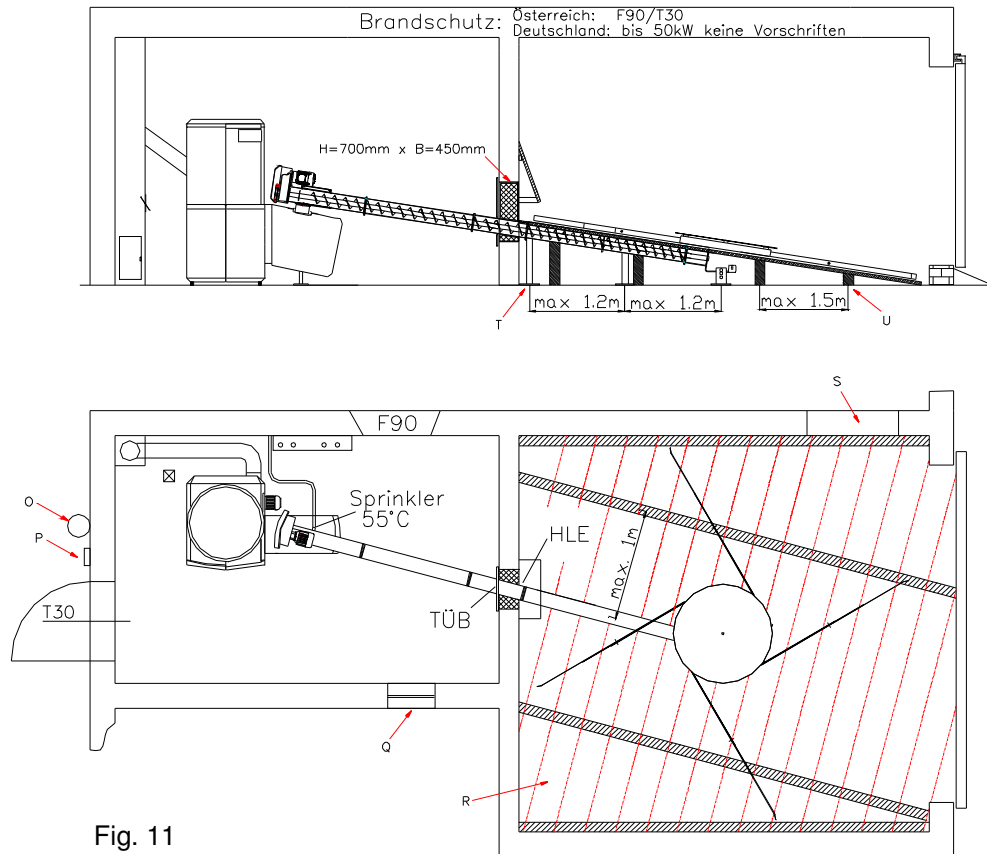 Brandschutz: Österreich: F90/T30
Deutschland: bis 50kW keine Vorschriften
H=700mm x B=450mm
max 1.2m
max 1.2m
max 1.5m
T
U
S
F90
O
Sprinkler
55°C
P
HLE
max. 1m
T30
TÜB
Q
R
Fig. 11